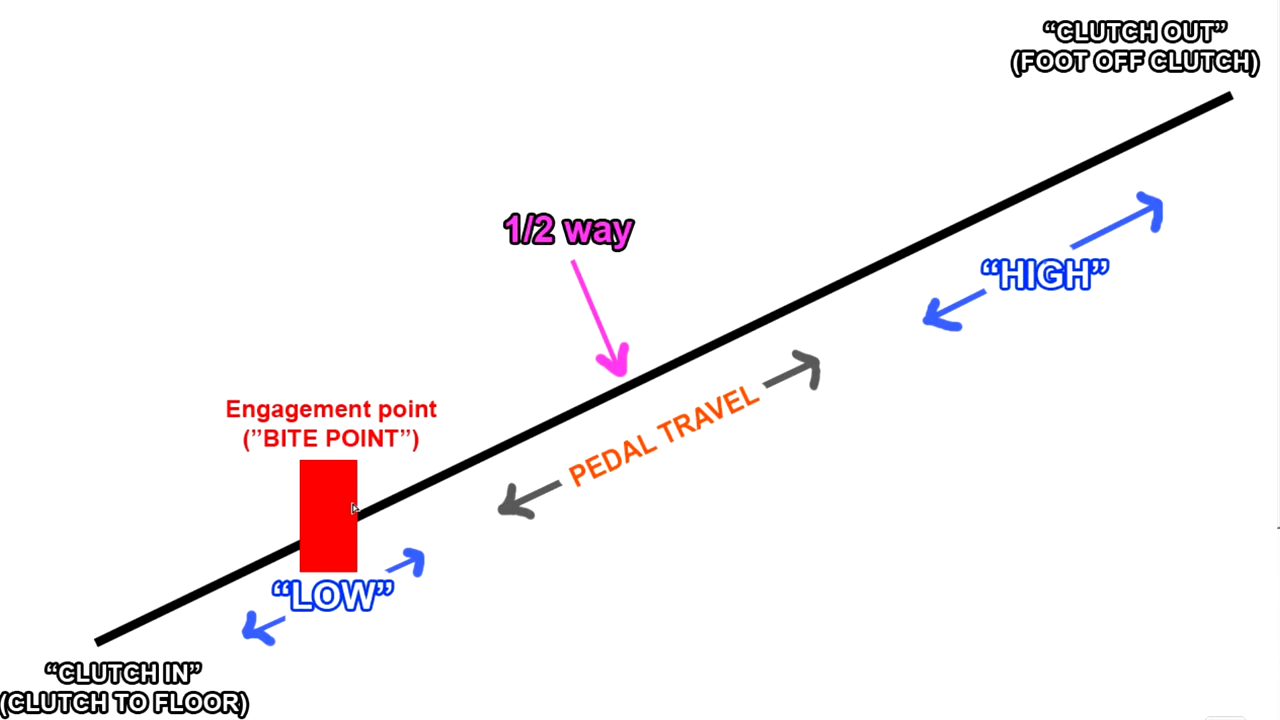 “CLUTCH OUT”
(FOOT OFF CLUTCH)
1/2 way
“HIGH”
PEDAL TRAVEL
Engagement point
(”BITE POINT”)
“LOW”
“CLUTCH IN”
(CLUTCH TO FLOOR)